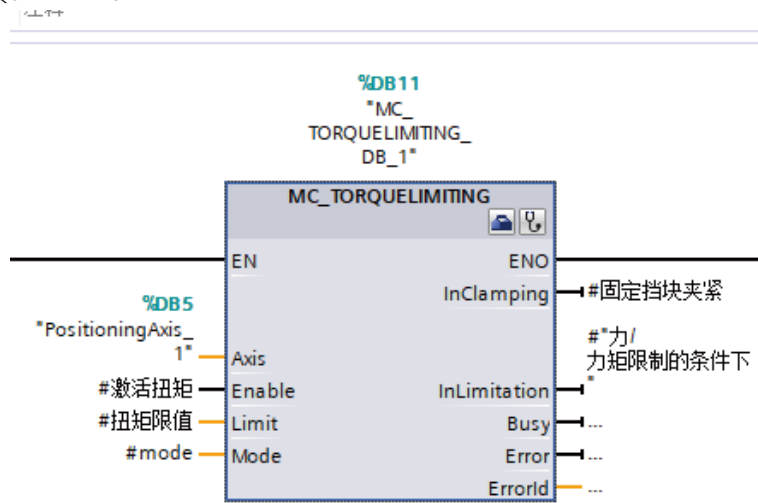 注释
%DB11
"MC_
TORQUELIMITING_
DB_1"
MC_TORQUELIMITING
EN
ENO
InClamping
#固定挡块夹紧
%DB5
"PositioningAxis_
1"
Axis
#"力/
力矩限制的条件下
"
#激活扭矩
Enable
InLimitation
#扭矩限值
Limit
Busy
...
#mode
Mode
Error
...
ErrorId
...